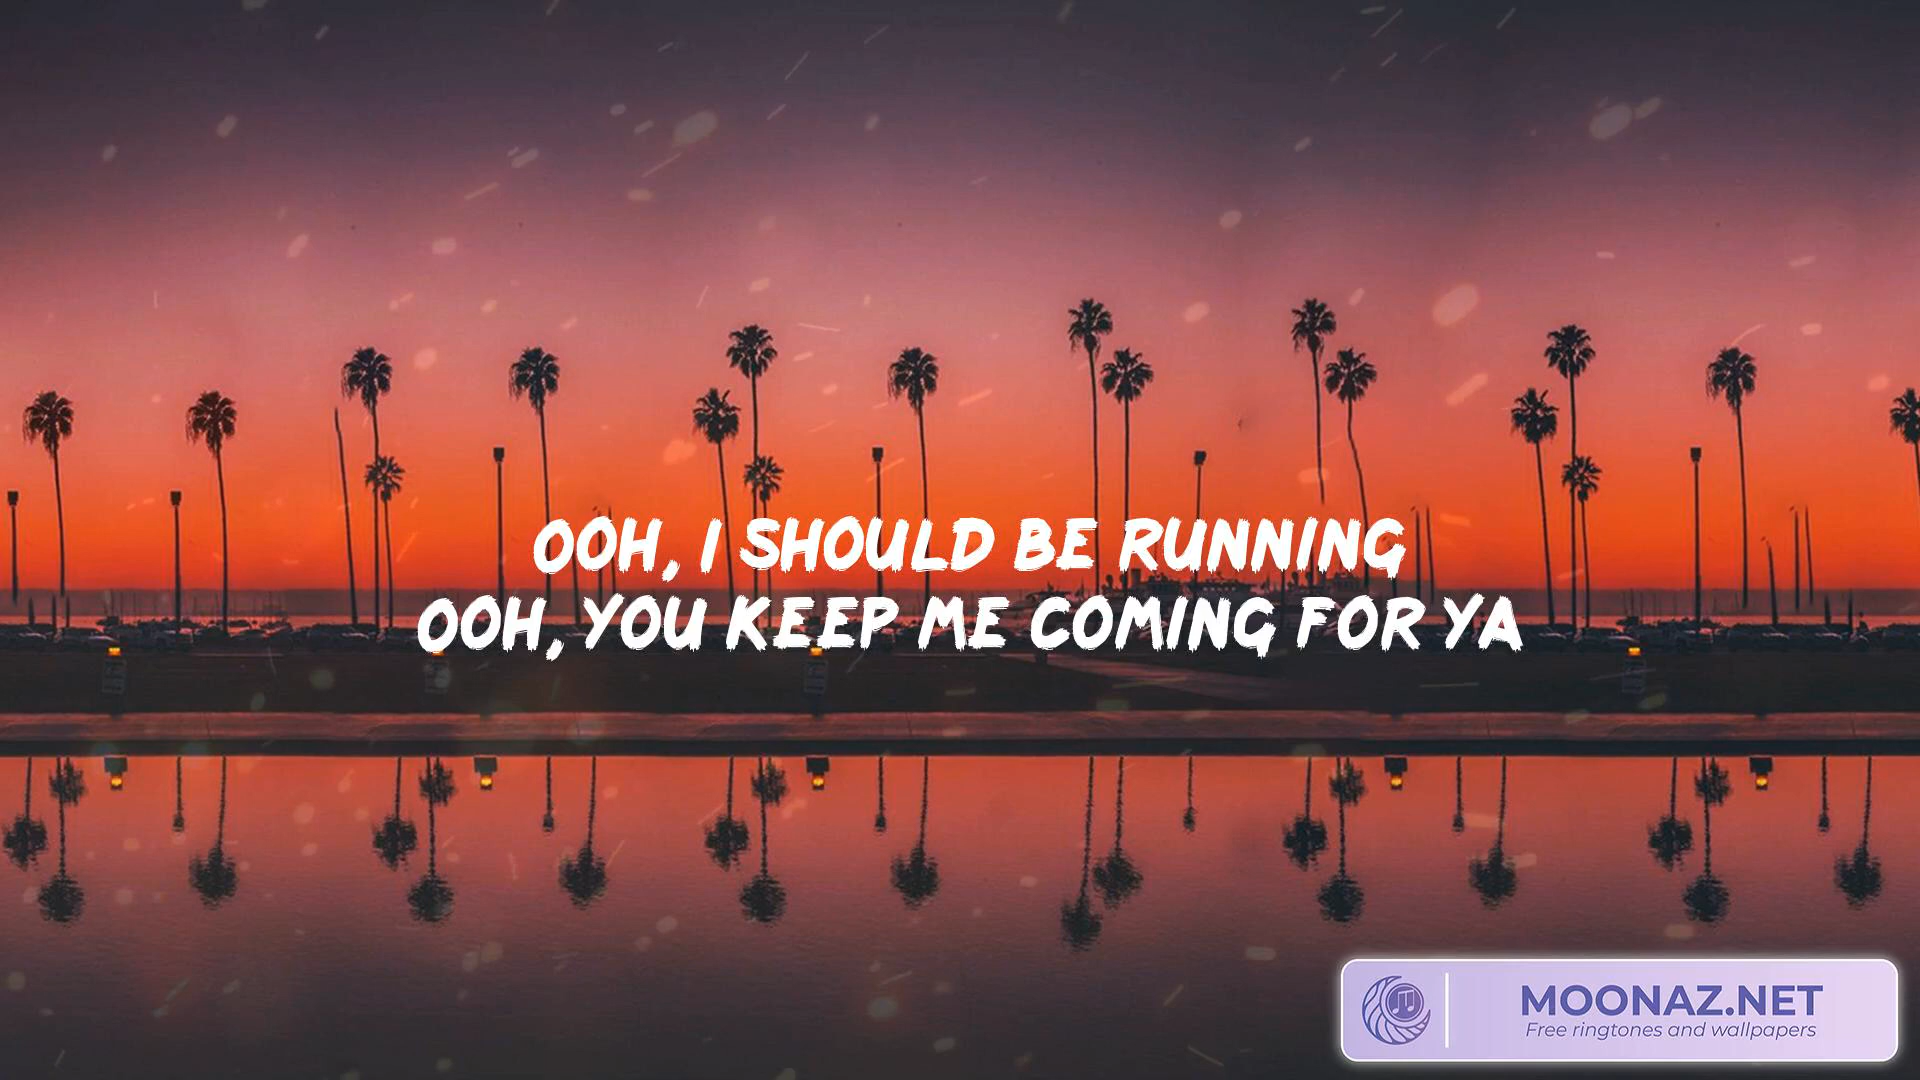 OOH, I SHOULD BE RUNNING
OOH, YOU KEEP ME COMING FOR YA
MOONAZ.NET
Free ringtones and wallpapers